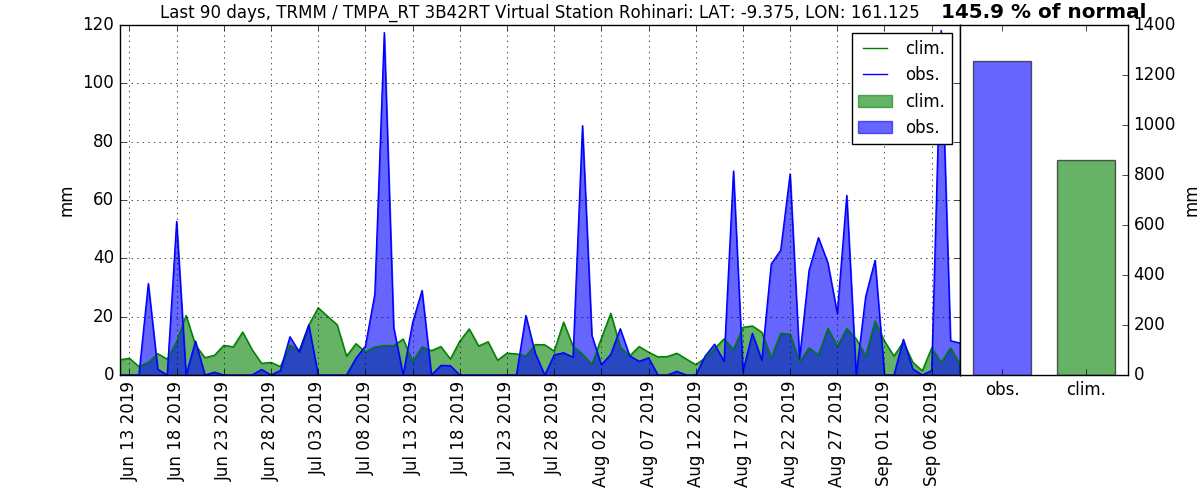 Last 90 days, TRMM / TMPA_RT 3B42RT Virtual Station Rohinari: LAT: -9.375, LON: 161.125
145.9 % of normal
120
100
80
60
40
20
0
mm
clim.
obs.
clim.
obs.
1400
1200
1000
800
600
400
200
0
mm
obs.
clim.
Jun 13 2019
Jun 18 2019
Jun 23 2019
Jun 28 2019
Jul 03 2019
Jul 08 2019
Jul 13 2019
Jul 18 2019
Jul 23 2019
Jul 28 2019
Aug 02 2019
Aug 07 2019
Aug 12 2019
Aug 17 2019
Aug 22 2019
Aug 27 2019
Sep 01 2019
Sep 06 2019